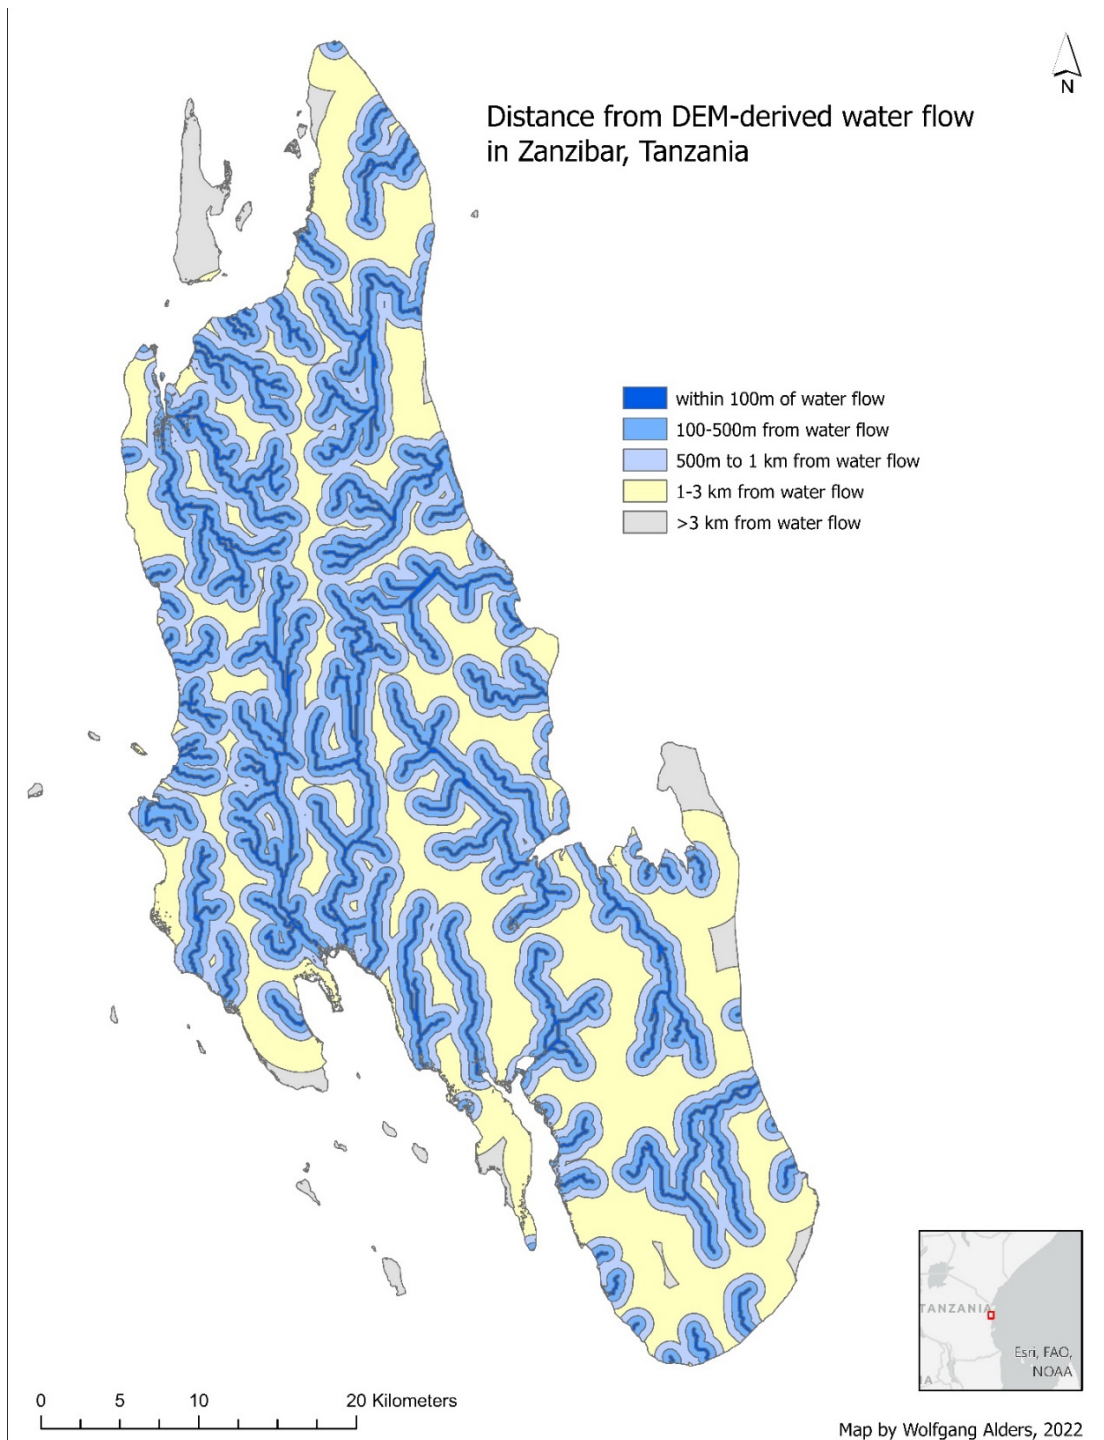 N
Distance from DEM-derived water flow
in Zanzibar, Tanzania
within 100m of water flow
100-500m from water flow
500m to 1 km from water flow
1-3 km from water flow
>3 km from water flow
TANZANIA
Esri, FAO,
NOAA
IA
0 5 10 20 Kilometers
Map by Wolfgang Alders, 2022